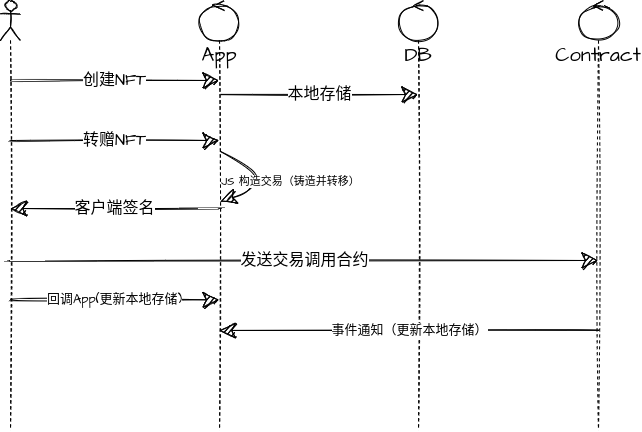 App
DB
Contract
创建NFT
本地存储
转赠NFT
JS 构造交易（铸造并转移）
客户端签名
发送交易调用合约
回调App(更新本地存储)
事件通知（更新本地存储）